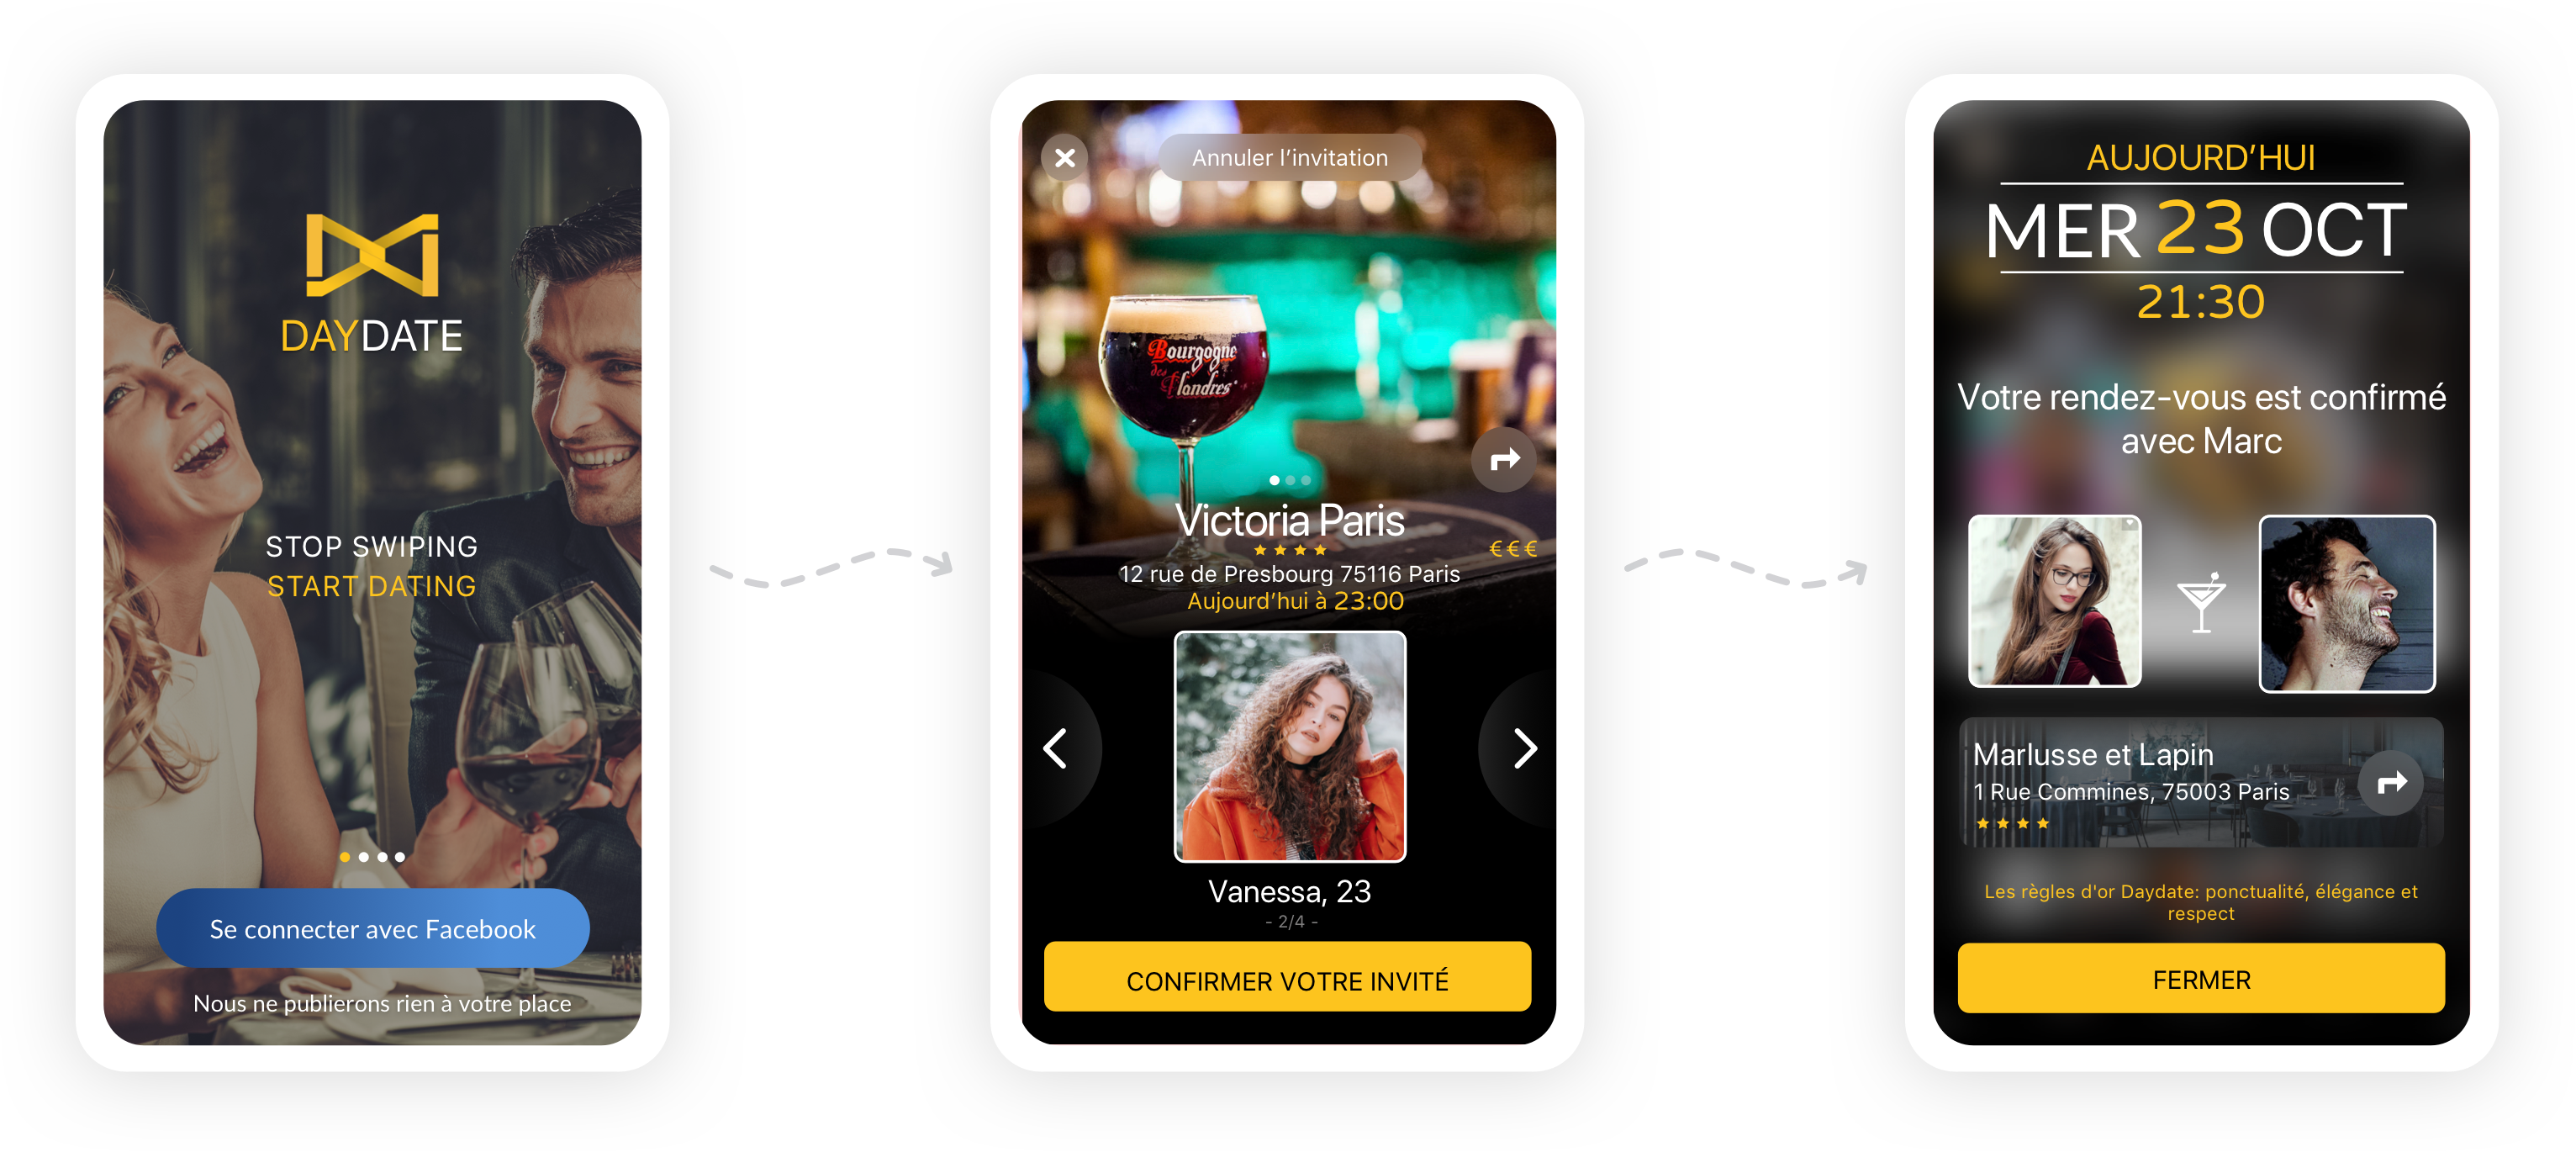 DAYDATE
STOP SWIPING
START DATING
Se connecter avec Facebook
Nous ne publierons rien à votre place
Annuler l’invitation
Bourgogne
des
Flandres
Victoria Paris
€€€
12 rue de Presbourg 75116 Paris
Aujourd’hui à 23:00
Vanessa, 23
- 2/4 -
CONFIRMER VOTRE INVITÉ
AUJOURD’HUI
MER 23 OCT
21:30
Votre rendez-vous est confirmé
avec Marc
Marlusse et Lapin
1 Rue Commines, 75003 Paris
Les règles d'or Daydate: ponctualité, élégance et
respect
FERMER